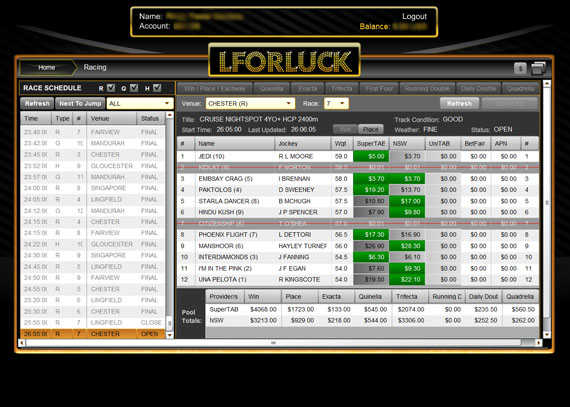 Name:
Logout
Account:
Balance:
LFORLUCK
Home Racing $
RACE SCHEDULE R G H
Refresh Next To Jump ALL
Time Type # Venue Status
23:40:00 R 7 FAIRVIEW FINAL
23:42:00 G 10 MANDURAH FINAL
23:45:00 R 3 CHESTER FINAL
23:52:00 H 9 GLOUCESTER FINAL
23:57:00 G 11 MANDURAH FINAL
24:00:00 R 8 SINGAPORE FINAL
24:05:00 R 4 LINGFIELD FINAL
24:12:00 G 12 MANDURAH FINAL
24:15:00 R 4 CHESTER FINAL
24:15:00 R 8 FAIRVIEW FINAL
24:22:00 H 10 GLOUCESTER FINAL
24:30:00 R 9 SINGAPORE FINAL
24:45:00 R 5 LINGFIELD FINAL
24:50:00 R 9 FAIRVIEW FINAL
24:55:00 R 5 CHESTER FINAL
25:20:00 R 6 LINGFIELD FINAL
25:30:00 R 6 CHESTER FINAL
25:55:00 R 7 LINGFIELD CLOSE
26:05:00 R 7 CHESTER OPEN
Win / Place / Eachway Quenilla Exacta Trifecta First Four Running Double Daily Double Quadrella
Venue: CHESTER (R) Race: 7 Refresh
Title: CRUISE NIGHTSPOT 4YO+ HCP 2400m Track Condition: GOOD
Start Time: 26:05:00 Last Updated: 26:06:05 Win Place Weather: FINE Status: OPEN
# Name Jockey Wgt SuperTAB NSW UniTAB BetFair APN #
1 JEDI (10) R L MOORE 59.0 $5.00 $3.70 $0.00 $0.00 $0.00 1
2 KOLAT (9) F NORTON 58.5 $0.01 $0.01 $0.00 $0.00 $0.00 2
3 EMBSAY CRAG (5) I BRENNAN 58.0 $3.70 $3.70 $0.00 $0.00 $0.00 3
4 PAKTOLOS (4) D SWEENEY 57.5 $19.20 $13.70 $0.00 $0.00 $0.00 4
5 STARLA DANCER (8) B MCHUGH 57.5 $10.80 $17.00 $0.00 $0.00 $0.00 5
6 HINDU KUSH (9) J P SPENCER 57.0 $7.90 $9.80 $0.00 $0.00 $0.00 6
7 CITIZENSHIP (6) T O'SHEA 57.0 $0.01 $0.01 $0.00 $0.00 $0.00 7
8 PHOENIX FLIGHT (7) L DETTORI 56.5 $17.30 $16.90 $0.00 $0.00 $0.00 8
9 MANSHOOR (6) HAYLEY TURNER 56.0 $26.90 $28.30 $0.00 $0.00 $0.00 9
10 INTERDIAMONDS (3) J FANNING 54.5 $6.30 $6.10 $0.00 $0.00 $0.00 10
11 I'M IN THE PINK (2) J F EGAN 54.0 $7.60 $9.30 $0.00 $0.00 $0.00 11
12 UNA PELOTA (1) R KINGSCOTE 54.0 $19.50 $22.10 $0.00 $0.00 $0.00 12
Pool Totals: Provider/s Win Place Exacta Quinella Trifecta Running D Daily Doubl Quadrella
SuperTAB $4068.00 $1723.00 $133.00 $545.00 $2074.00 $0.00 $235.50 $560.50
NSW $3213.00 $929.00 $218.00 $544.00 $3306.00 $0.00 $252.50 $262.00